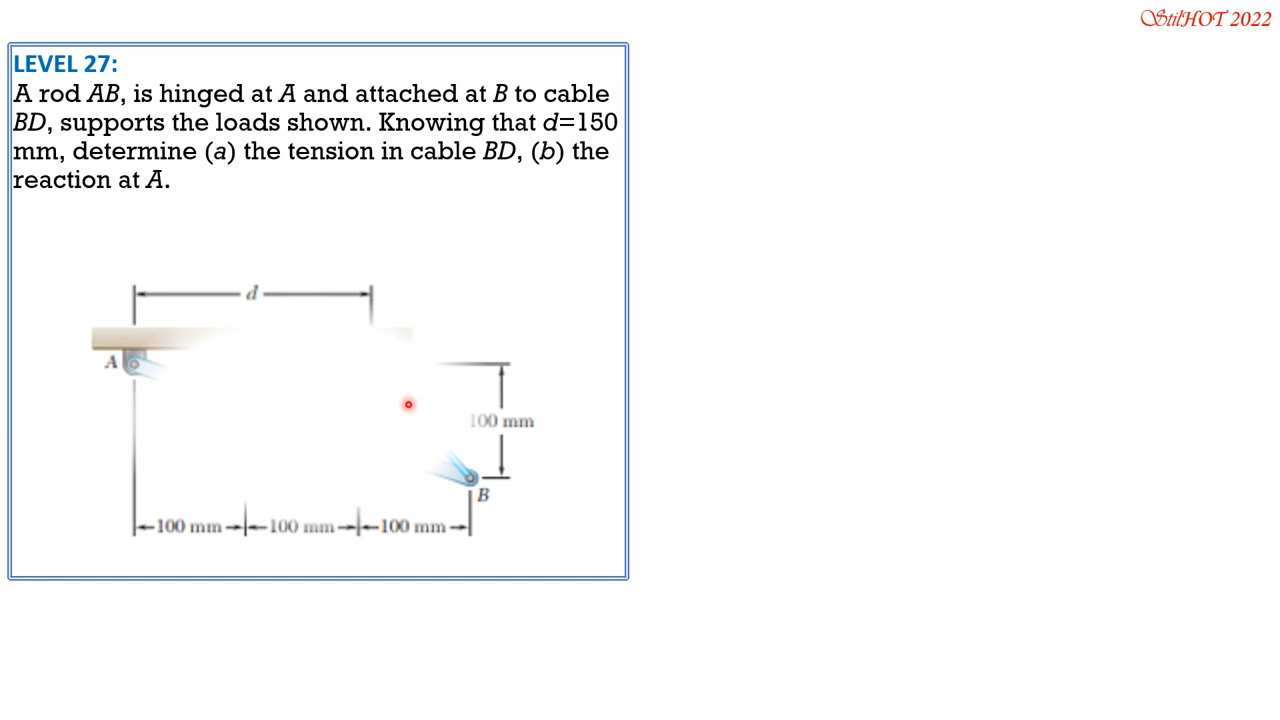 StilHOT 2022
LEVEL 27:
A rod AB, is hinged at A and attached at B to cable
BD, supports the loads shown. Knowing that d=150
mm, determine (a) the tension in cable BD, (b) the
reaction at A.
d
A
100 mm
B
100 mm 100 mm 100 mm